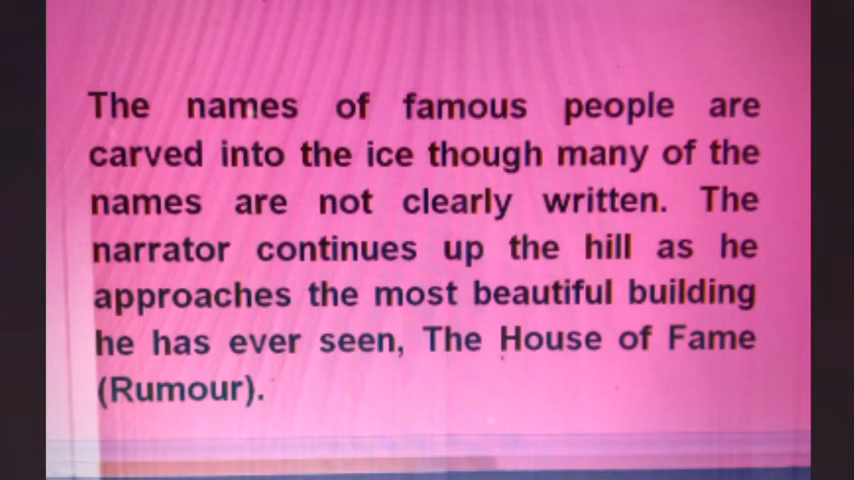 The names of famous people are
carved into the ice though many of the
names are not clearly written. The
narrator continues up the hill as he
approaches the most beautiful building
he has ever seen, The House of Fame
(Rumour).